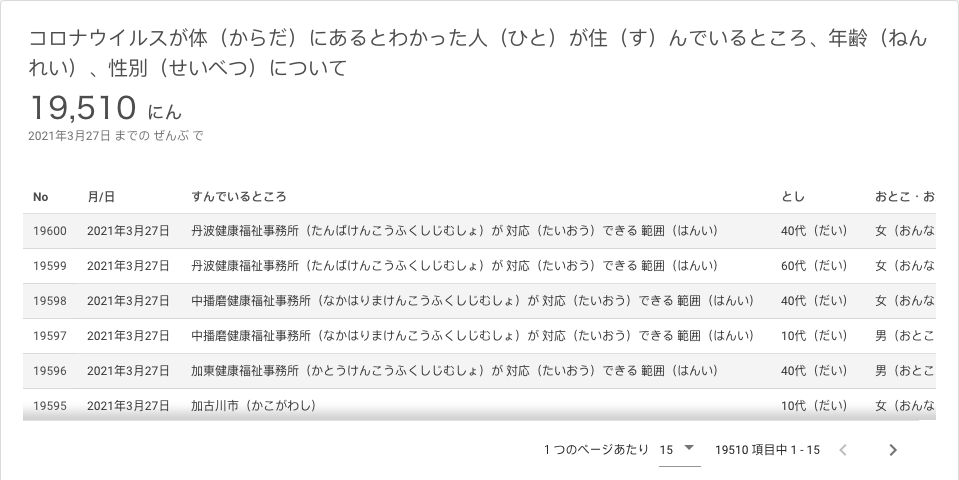 コロナウイルスが体（からだ）にあるとわかった人（ひと）が住（す）んでいるところ、年齢（ねん
れい）、性別（せいべつ）について
19,510 にん
2021年3月27日 までの ぜんぶ で
No 月/日 すんでいるところ とし おとこ・お
19600 2021年3月27日 丹波健康福祉事務所（たんばけんこうふくしじむしょ）が 対応（たいおう）できる 範囲（はんい） 40代（だい） 女（おんな
19599 2021年3月27日 丹波健康福祉事務所（たんばけんこうふくしじむしょ）が 対応（たいおう）できる 範囲（はんい） 60代（だい） 女（おんな
19598 2021年3月27日 中播磨健康福祉事務所（なかはりまけんこうふくしじむしょ）が 対応（たいおう）できる 範囲（はんい） 40代（だい） 女（おんな
19597 2021年3月27日 中播磨健康福祉事務所（なかはりまけんこうふくしじむしょ）が 対応（たいおう）できる 範囲（はんい） 10代（だい） 男（おとこ
19596 2021年3月27日 加東健康福祉事務所（かとうけんこうふくしじむしょ）が 対応（たいおう）できる 範囲（はんい） 40代（だい） 男（おとこ
19595 2021年3月27日 加古川市（かこがわし） 10代（だい） 女（おんな
1 つのページあたり 15 19510 項目中 1 - 15